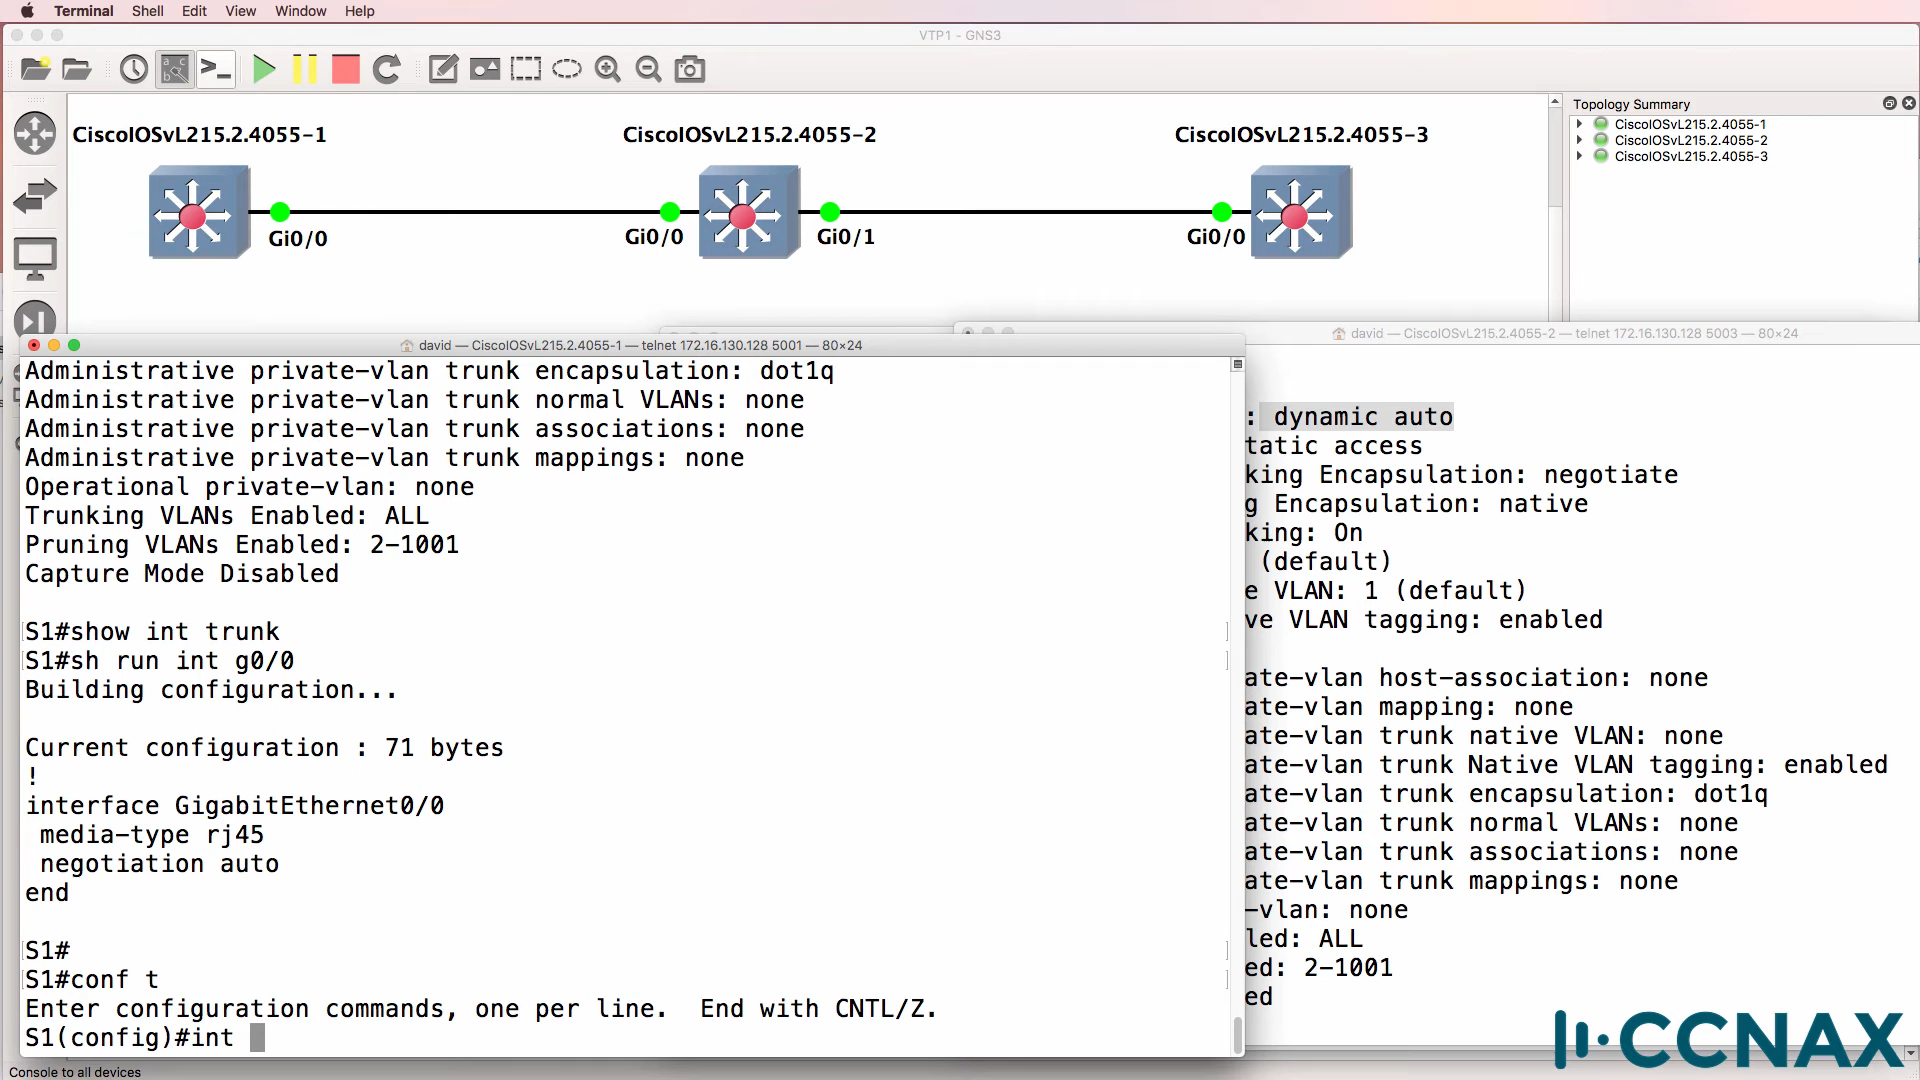 Terminal Shell Edit View Window Help
VTP1 - GNS3
CiscoIOSvL215.2.4055-1
CiscoIOSvL215.2.4055-2
CiscoIOSvL215.2.4055-3
Gi0/0
Gi0/0
Gi0/1
Gi0/0
Topology Summary
CiscoIOSvL215.2.4055-1
CiscoIOSvL215.2.4055-2
CiscoIOSvL215.2.4055-3
david — CiscoIOSvL215.2.4055-1 — telnet 172.16.130.128 5001 — 80×24
Administrative private-vlan trunk encapsulation: dot1q
Administrative private-vlan trunk normal VLANs: none
Administrative private-vlan trunk associations: none
Administrative private-vlan trunk mappings: none
Operational private-vlan: none
Trunking VLANs Enabled: ALL
Pruning VLANs Enabled: 2-1001
Capture Mode Disabled
S1#show int trunk
S1#sh run int g0/0
Building configuration...
Current configuration : 71 bytes
!
interface GigabitEthernet0/0
media-type rj45
negotiation auto
end
S1#
S1#conf t
Enter configuration commands, one per line.  End with CNTL/Z.
S1(config)#int
david — CiscoIOSvL215.2.4055-2 — telnet 172.16.130.128 5003 — 80×24
: dynamic auto
tatic access
king Encapsulation: negotiate
g Encapsulation: native
king: On
(default)
e VLAN: 1 (default)
ve VLAN tagging: enabled
ate-vlan host-association: none
ate-vlan mapping: none
ate-vlan trunk native VLAN: none
ate-vlan trunk Native VLAN tagging: enabled
ate-vlan trunk encapsulation: dot1q
ate-vlan trunk normal VLANs: none
ate-vlan trunk associations: none
ate-vlan trunk mappings: none
-vlan: none
led: ALL
ed: 2-1001
ed
CCNAX
Console to all devices